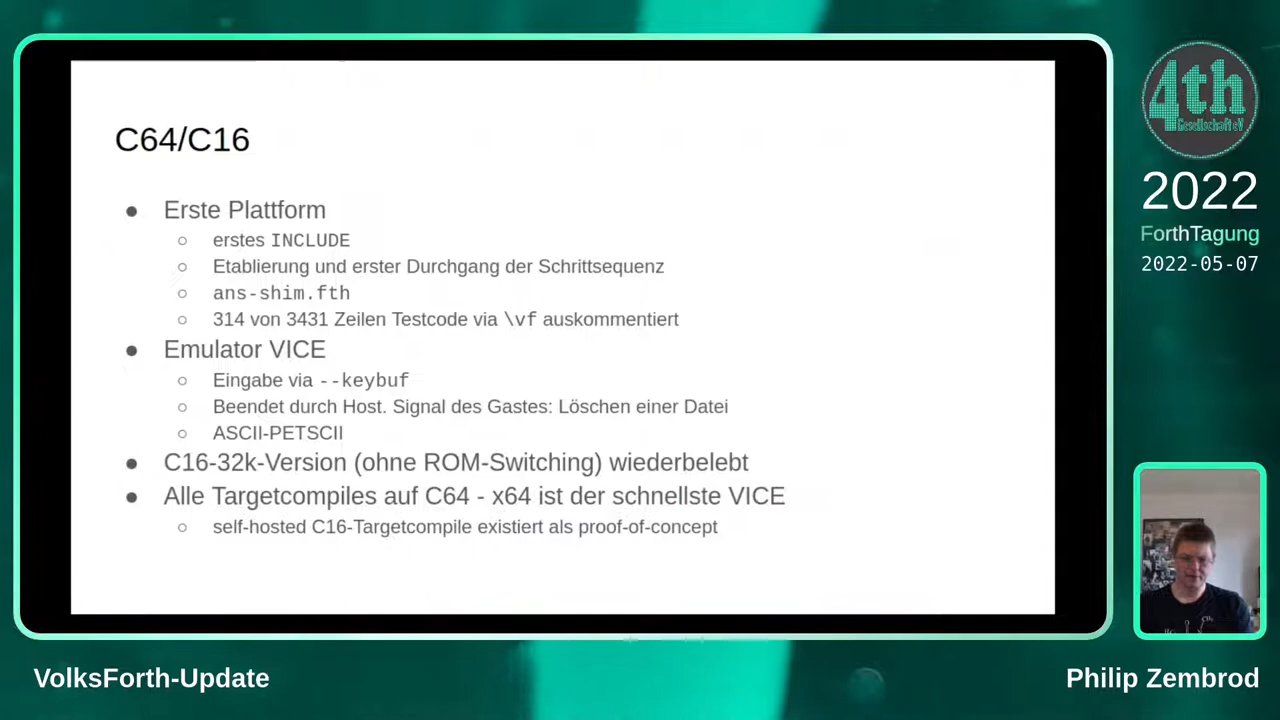 C64/C16
● Erste Plattform
○ erstes INCLUDE
○ Etablierung und erster Durchgang der Schrittsequenz
○ ans-shim.fth
○ 314 von 3431 Zeilen Testcode via \vf auskommentiert
● Emulator VICE
○ Eingabe via --keybuf
○ Beendet durch Host. Signal des Gastes: Löschen einer Datei
○ ASCII-PETSCII
● C16-32k-Version (ohne ROM-Switching) wiederbelebt
● Alle Targetcompiles auf C64 - x64 ist der schnellste VICE
○ self-hosted C16-Targetcompile existiert als proof-of-concept
4th
Gesellschaft eV
2022
ForthTagung
2022-05-07
VolksForth-Update
Philip Zembrod